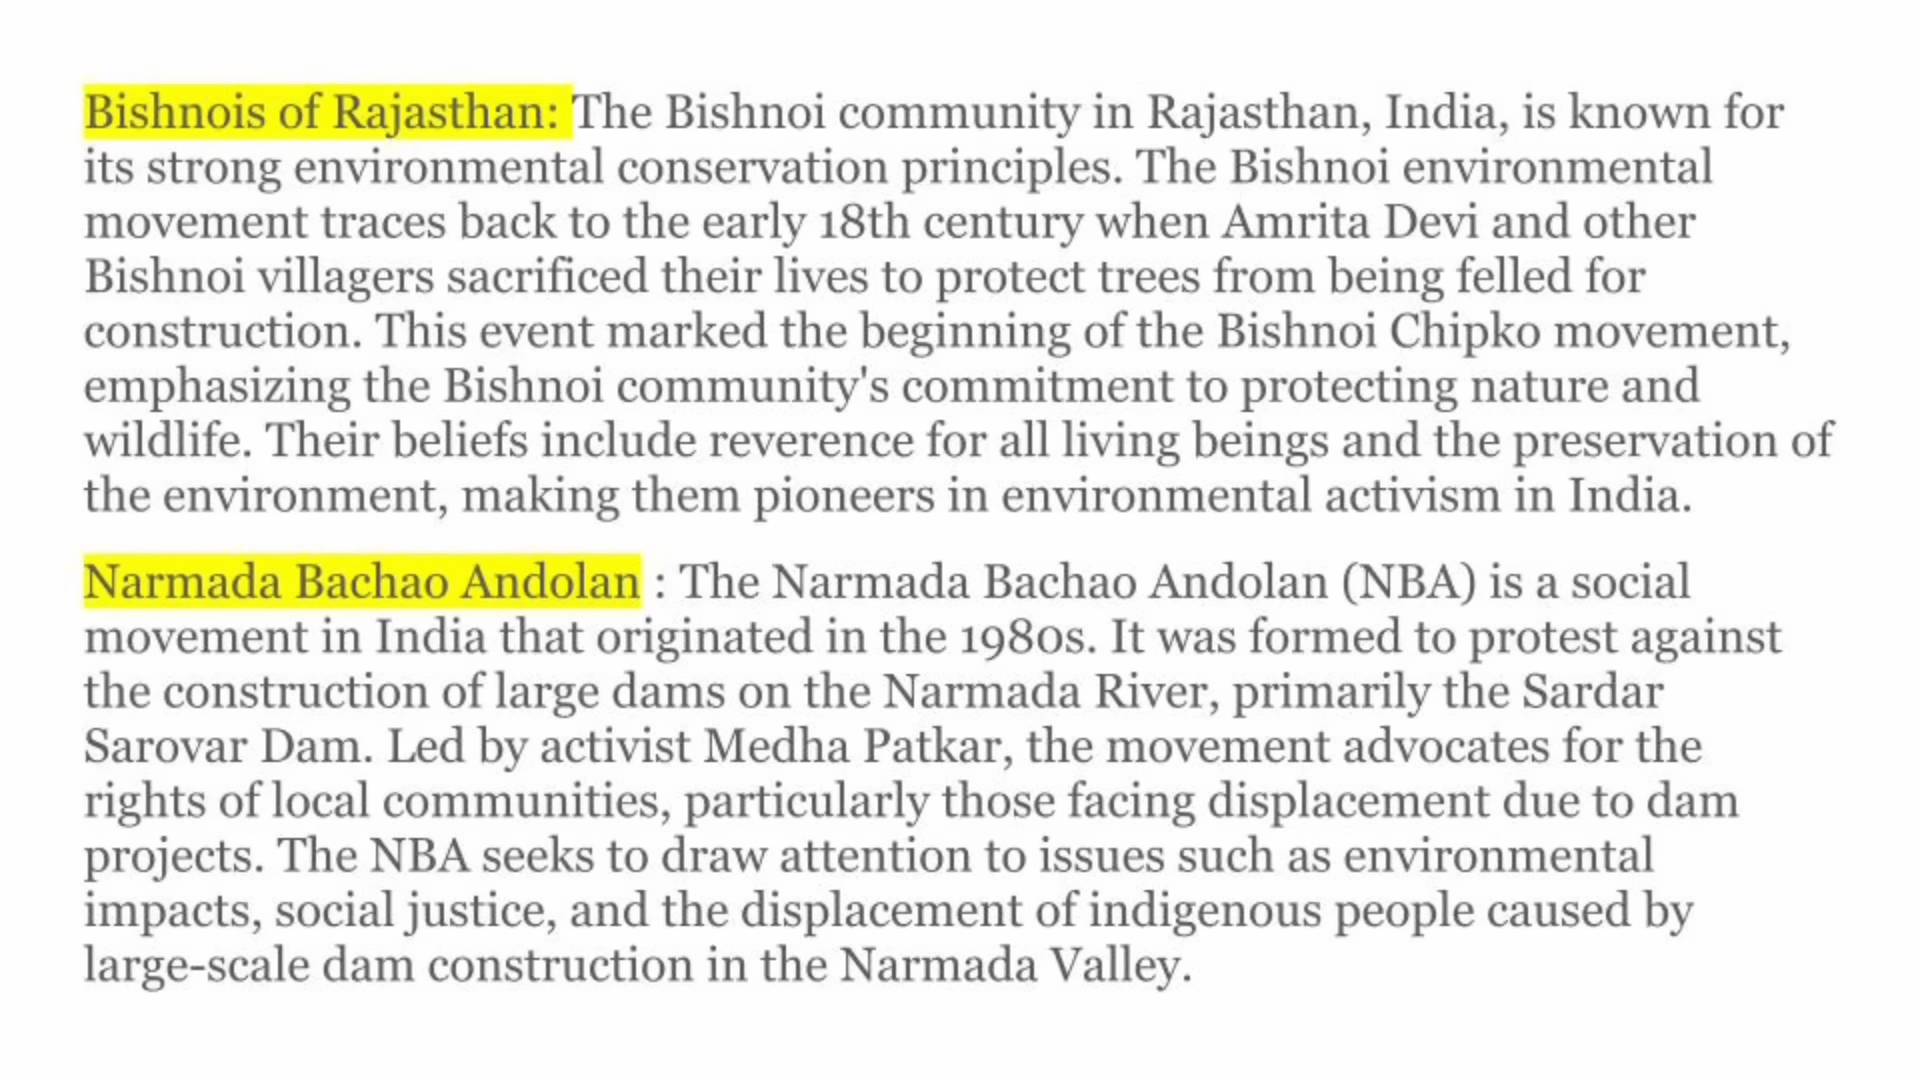 Bishnois of Rajasthan: The Bishnoi community in Rajasthan, India, is known for
its strong environmental conservation principles. The Bishnoi environmental
movement traces back to the early 18th century when Amrita Devi and other
Bishnoi villagers sacrificed their lives to protect trees from being felled for
construction. This event marked the beginning of the Bishnoi Chipko movement,
emphasizing the Bishnoi community's commitment to protecting nature and
wildlife. Their beliefs include reverence for all living beings and the preservation of
the environment, making them pioneers in environmental activism in India.
Narmada Bachao Andolan : The Narmada Bachao Andolan (NBA) is a social
movement in India that originated in the 1980s. It was formed to protest against
the construction of large dams on the Narmada River, primarily the Sardar
Sarovar Dam. Led by activist Medha Patkar, the movement advocates for the
rights of local communities, particularly those facing displacement due to dam
projects. The NBA seeks to draw attention to issues such as environmental
impacts, social justice, and the displacement of indigenous people caused by
large-scale dam construction in the Narmada Valley.